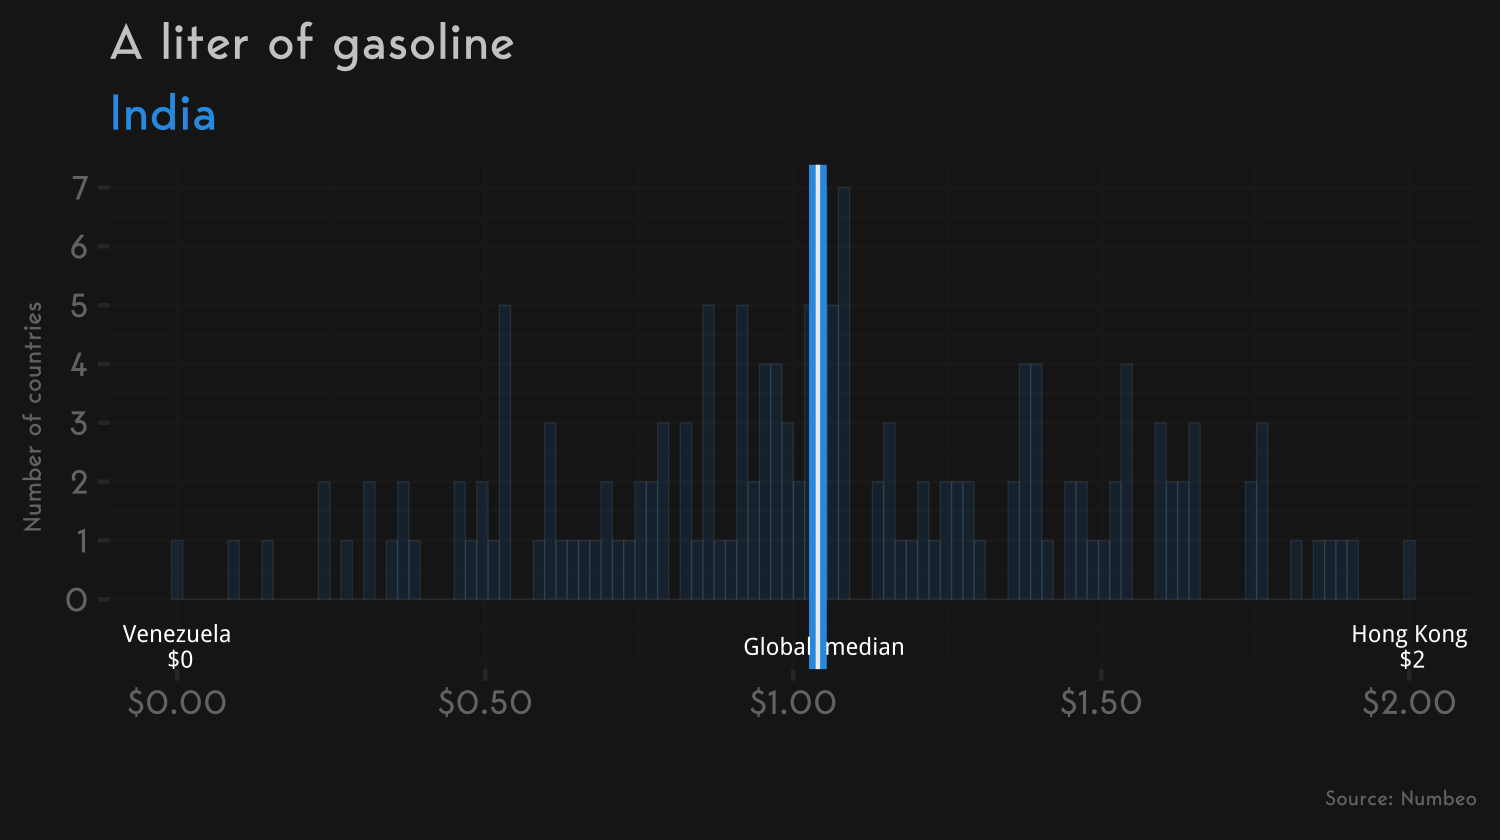 A liter of gasoline
India
Number of countries
7
6
5
4
3
2
1
0
Venezuela
$0
Global median
Hong Kong
$2
$0.00 $0.50 $1.00 $1.50 $2.00
Source: Numbeo